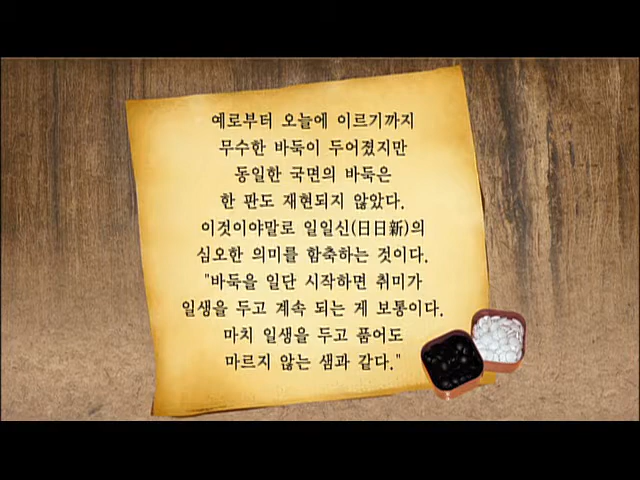 예로부터 오늘에 이르기까지
무수한 바둑이 두어졌지만
동일한 국면의 바둑은
한 판도 재현되지 않았다.
이것이야말로 일일신(日日新)의
심오한 의미를 함축하는 것이다.
"바둑을 일단 시작하면 취미가
일생을 두고 계속 되는 게 보통이다.
마치 일생을 두고 품어도
마르지 않는 샘과 같다."